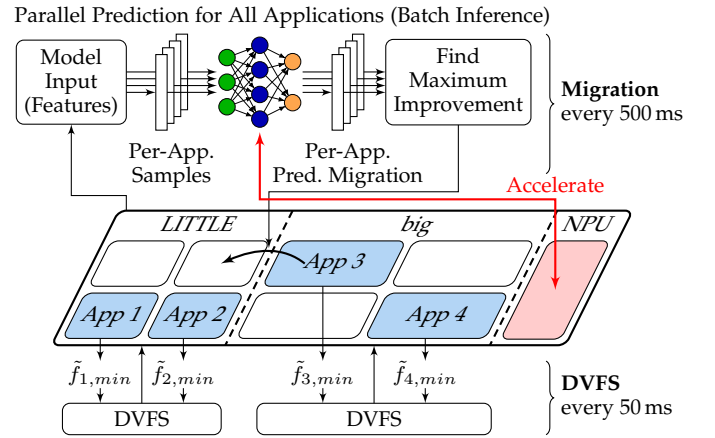 Parallel Prediction for All Applications (Batch Inference)
Model
Input
(Features)
Find
Maximum
Improvement
Migration
every 500 ms
Per-App.
Samples
Per-App.
Pred. Migration
Accelerate
LITTLE
big
NPU
App 3
App 1
App 2
App 4
f̃1,min
f̃2,min
f̃3,min
f̃4,min
DVFS
DVFS
DVFS
every 50 ms